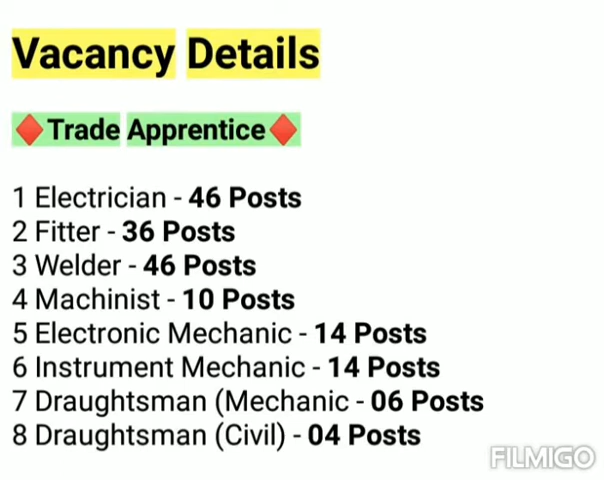 Vacancy Details
Trade Apprentice
1 Electrician - 46 Posts
2 Fitter - 36 Posts
3 Welder - 46 Posts
4 Machinist - 10 Posts
5 Electronic Mechanic - 14 Posts
6 Instrument Mechanic - 14 Posts
7 Draughtsman (Mechanic - 06 Posts
8 Draughtsman (Civil) - 04 Posts
FILMIGO